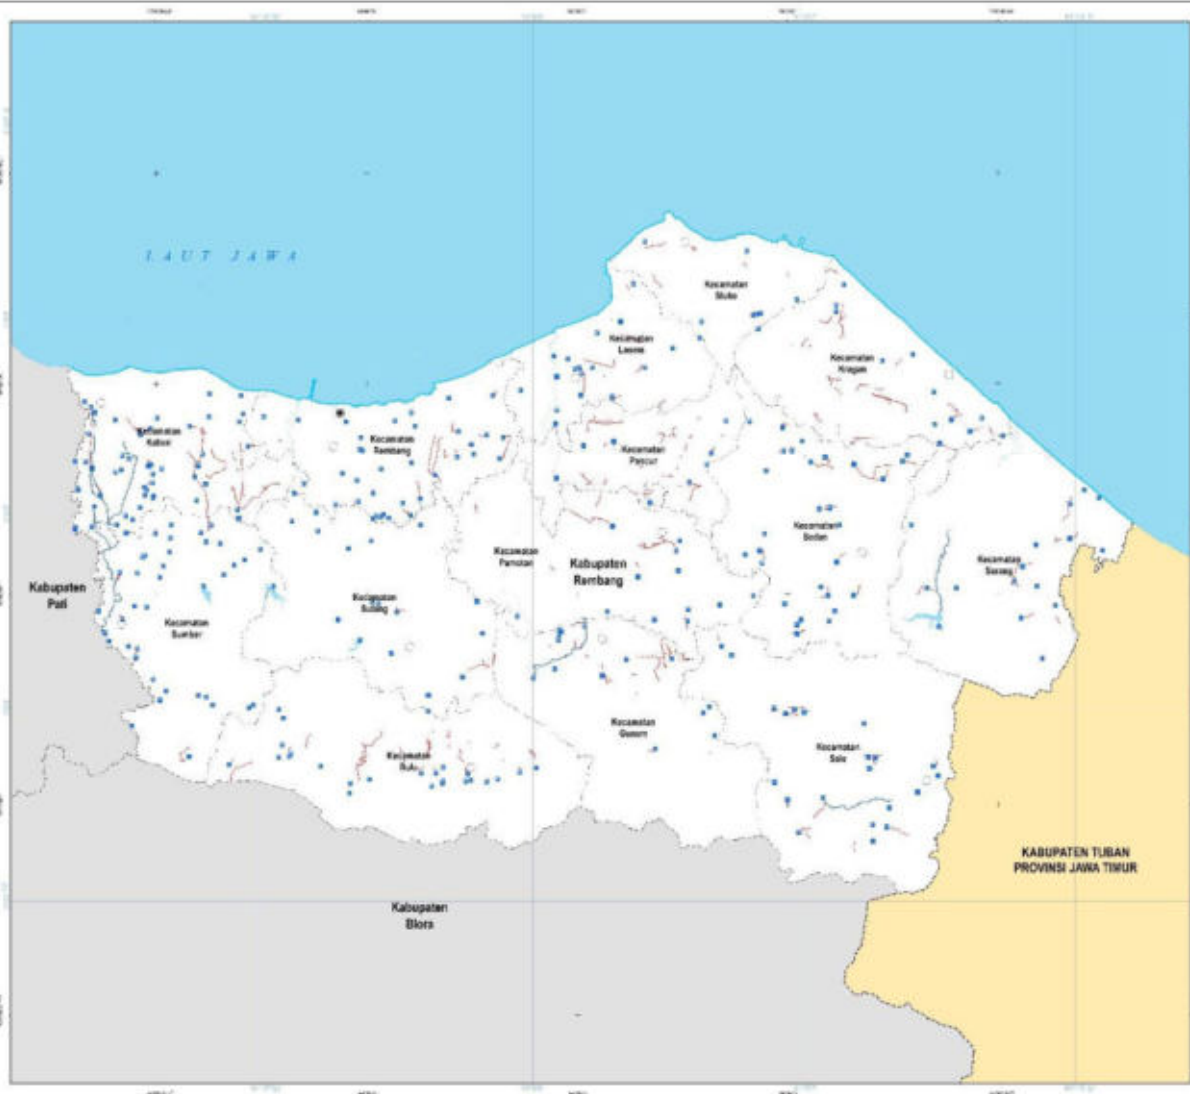 LAUT JAWA
Kecamatan
Sluke
Kecamatan
Lasem
Kecamatan
Kragan
Kecamatan
Kaliori
Kecamatan
Rembang
Kecamatan
Pancur
Kecamatan
Sedan
Kecamatan
Pamotan
Kabupaten
Rembang
Kecamatan
Sarang
Kabupaten
Pati
Kecamatan
Sulang
Kecamatan
Sumber
Kecamatan
Gunem
Kecamatan
Sale
Kecamatan
Bulu
KABUPATEN TUBAN
PROVINSI JAWA TIMUR
Kabupaten
Blora